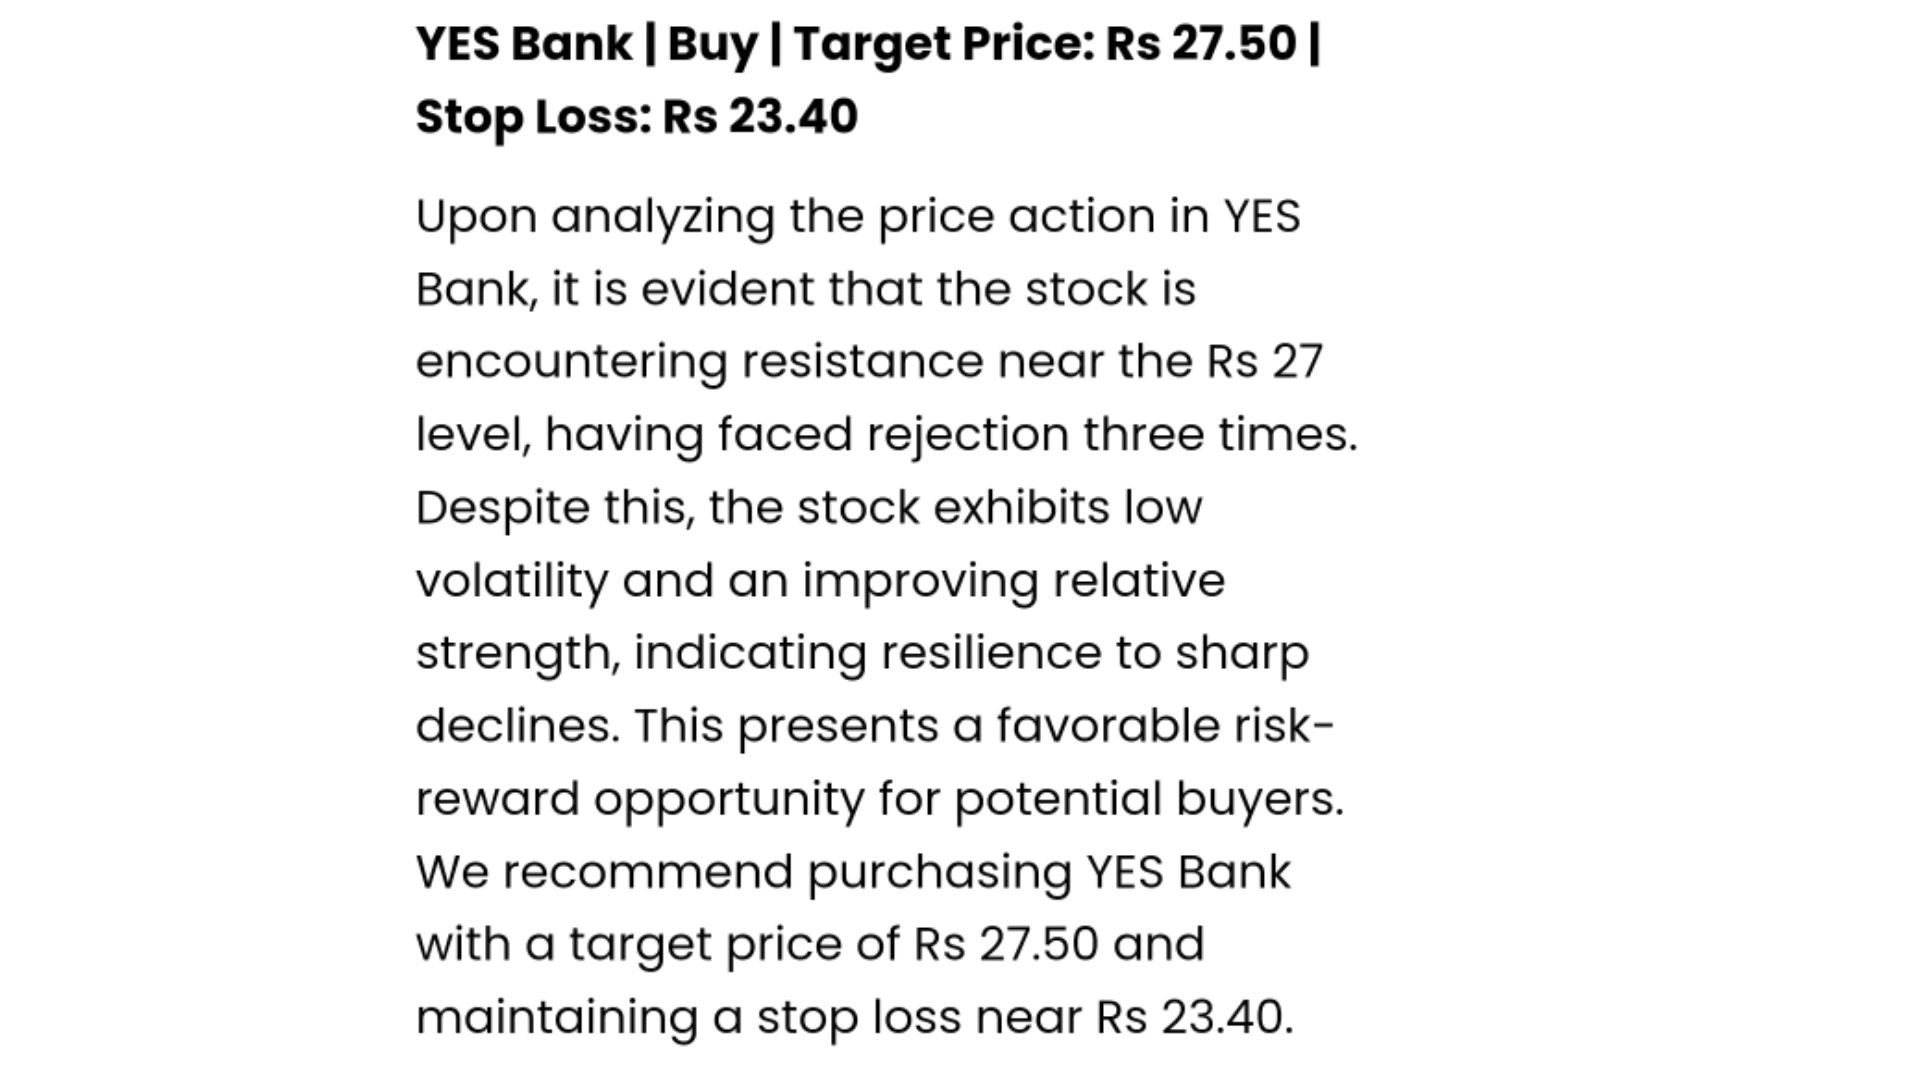 YES Bank | Buy | Target Price: Rs 27.50 |
Stop Loss: Rs 23.40
Upon analyzing the price action in YES
Bank, it is evident that the stock is
encountering resistance near the Rs 27
level, having faced rejection three times.
Despite this, the stock exhibits low
volatility and an improving relative
strength, indicating resilience to sharp
declines. This presents a favorable risk-
reward opportunity for potential buyers.
We recommend purchasing YES Bank
with a target price of Rs 27.50 and
maintaining a stop loss near Rs 23.40.